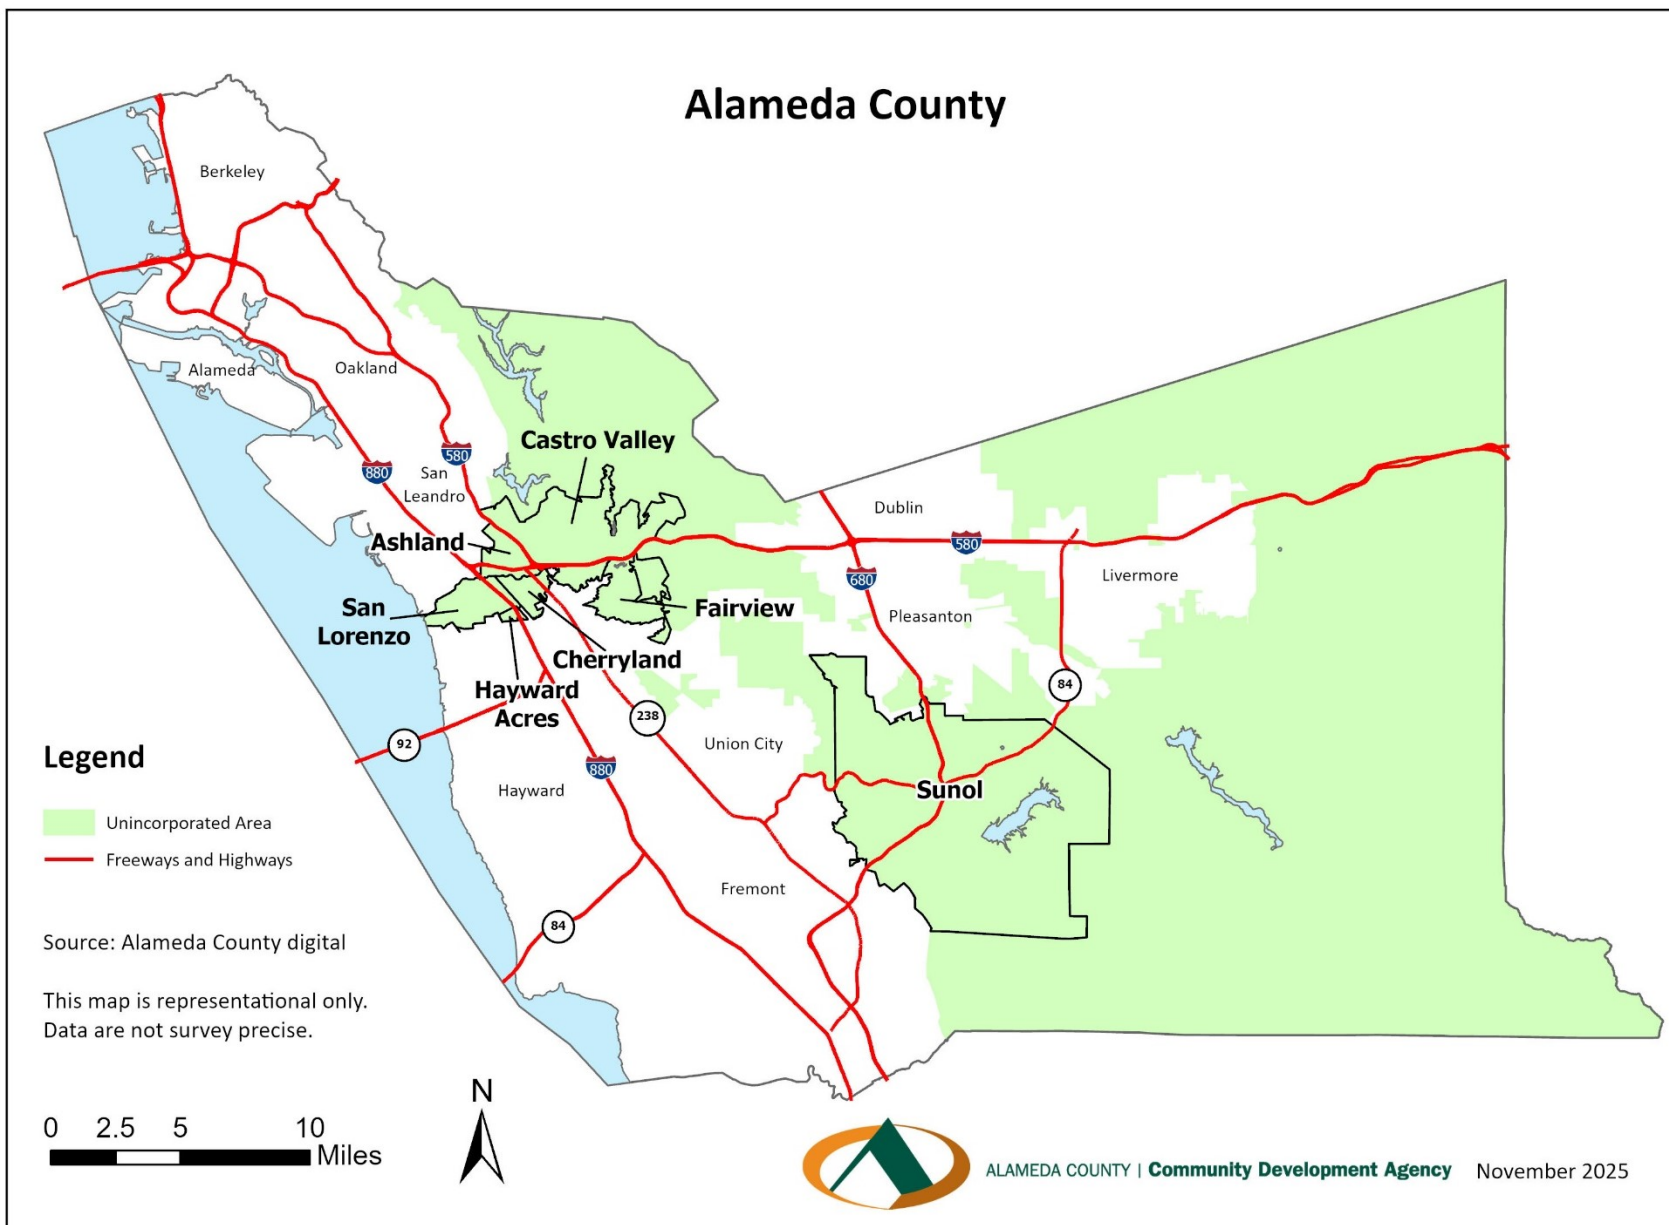 Alameda County
Berkeley
Alameda
Oakland
Castro Valley
580
880
San
Leandro
Dublin
Ashland
580
680
Livermore
San
Lorenzo
Fairview
Pleasanton
Cherryland
Hayward
Acres
84
238
92
Union City
880
Hayward
Sunol
Fremont
84
Legend
Unincorporated Area
Freeways and Highways
Source: Alameda County digital
This map is representational only.
Data are not survey precise.
0 2.5 5 10
Miles
N
ALAMEDA COUNTY | Community Development Agency
November 2025